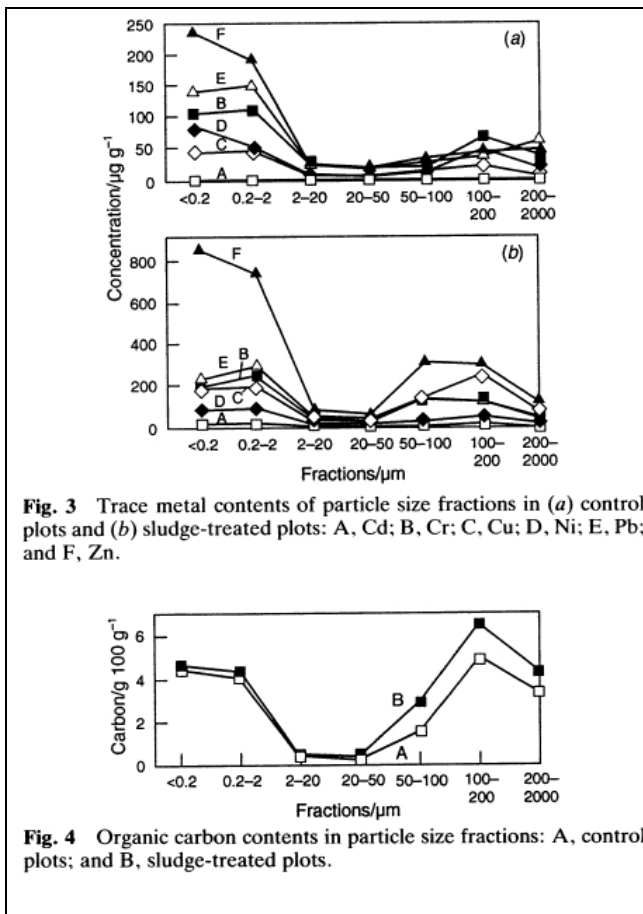 (a)
250
200
150
100
50
0
F
E
B
D
C
A
<0.2
0.2–2
2–20
20–50
50–100
100–
200
200–
2000
Concentration/µg g⁻¹
(b)
800
600
400
200
0
F
E
B
C
D
A
<0.2
0.2–2
2–20
20–50
50–100
100–
200
200–
2000
Fractions/µm
Fig. 3 Trace metal contents of particle size fractions in (a) control
plots and (b) sludge-treated plots: A, Cd; B, Cr; C, Cu; D, Ni; E, Pb;
and F, Zn.
Carbon/g 100 g⁻¹
6
4
2
0
B
A
<0.2
0.2–2
2–20
20–50
50–100
100–
200
200–
2000
Fractions/µm
Fig. 4 Organic carbon contents in particle size fractions: A, control
plots; and B, sludge-treated plots.